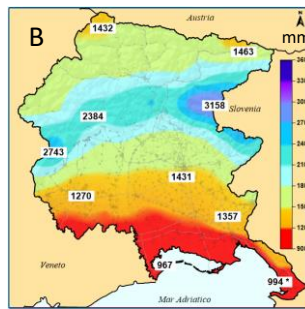 B
Austria
N
mm
1432
1463
3158
Slovenia
2384
2743
1431
1270
1357
967
994 *
Veneto
Mar Adriatico